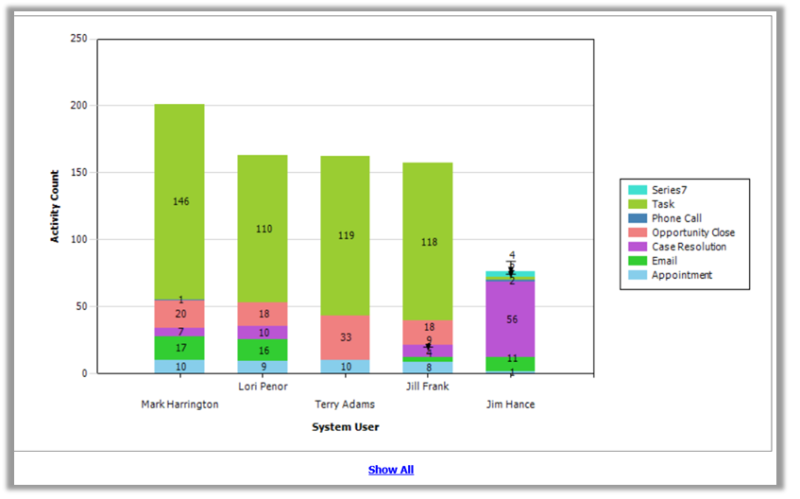 250
200
150
100
50
0
Activity Count
146
1
20
7
17
10
110
18
10
16
9
119
33
10
118
18
9
4
8
4
2
56
11
1
Lori Penor
Jill Frank
Mark Harrington
Terry Adams
Jim Hance
System User
Series7
Task
Phone Call
Opportunity Close
Case Resolution
Email
Appointment
Show All